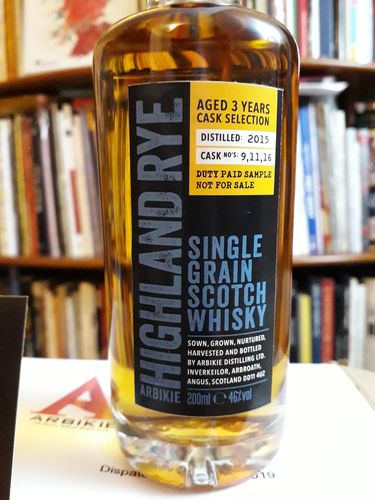 HIGHLAND RYE
ARBIKIE
AGED 3 YEARS
CASK SELECTION
DISTILLED: 2015
CASK NO'S: 9,11,16
DUTY PAID SAMPLE
NOT FOR SALE
SINGLE
GRAIN
SCOTCH
WHISKY
SOWN, GROWN, NURTURED,
HARVESTED AND BOTTLED
BY ARBIKIE DISTILLING LTD.
INVERKEILOR, ARBROATH,
ANGUS, SCOTLAND DD11 4UZ
200ml ℮ 46%vol
ARBIKIE